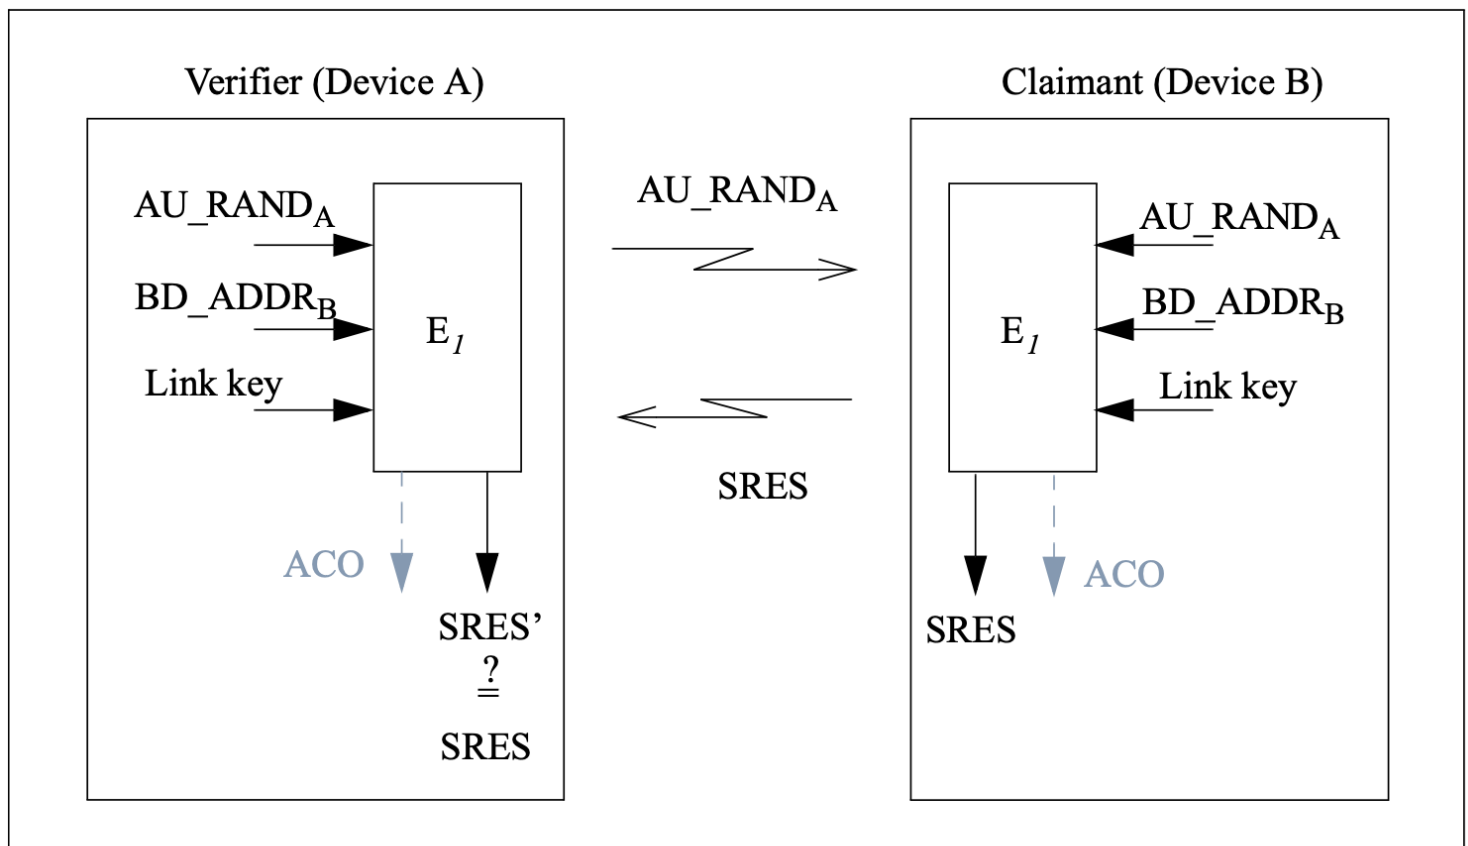 Verifier (Device A)
Claimant (Device B)
AU_RANDA
BD_ADDRB
Link key
E1
ACO
SRES’
?
=
SRES
AU_RANDA
SRES
AU_RANDA
BD_ADDRB
Link key
E1
SRES
ACO